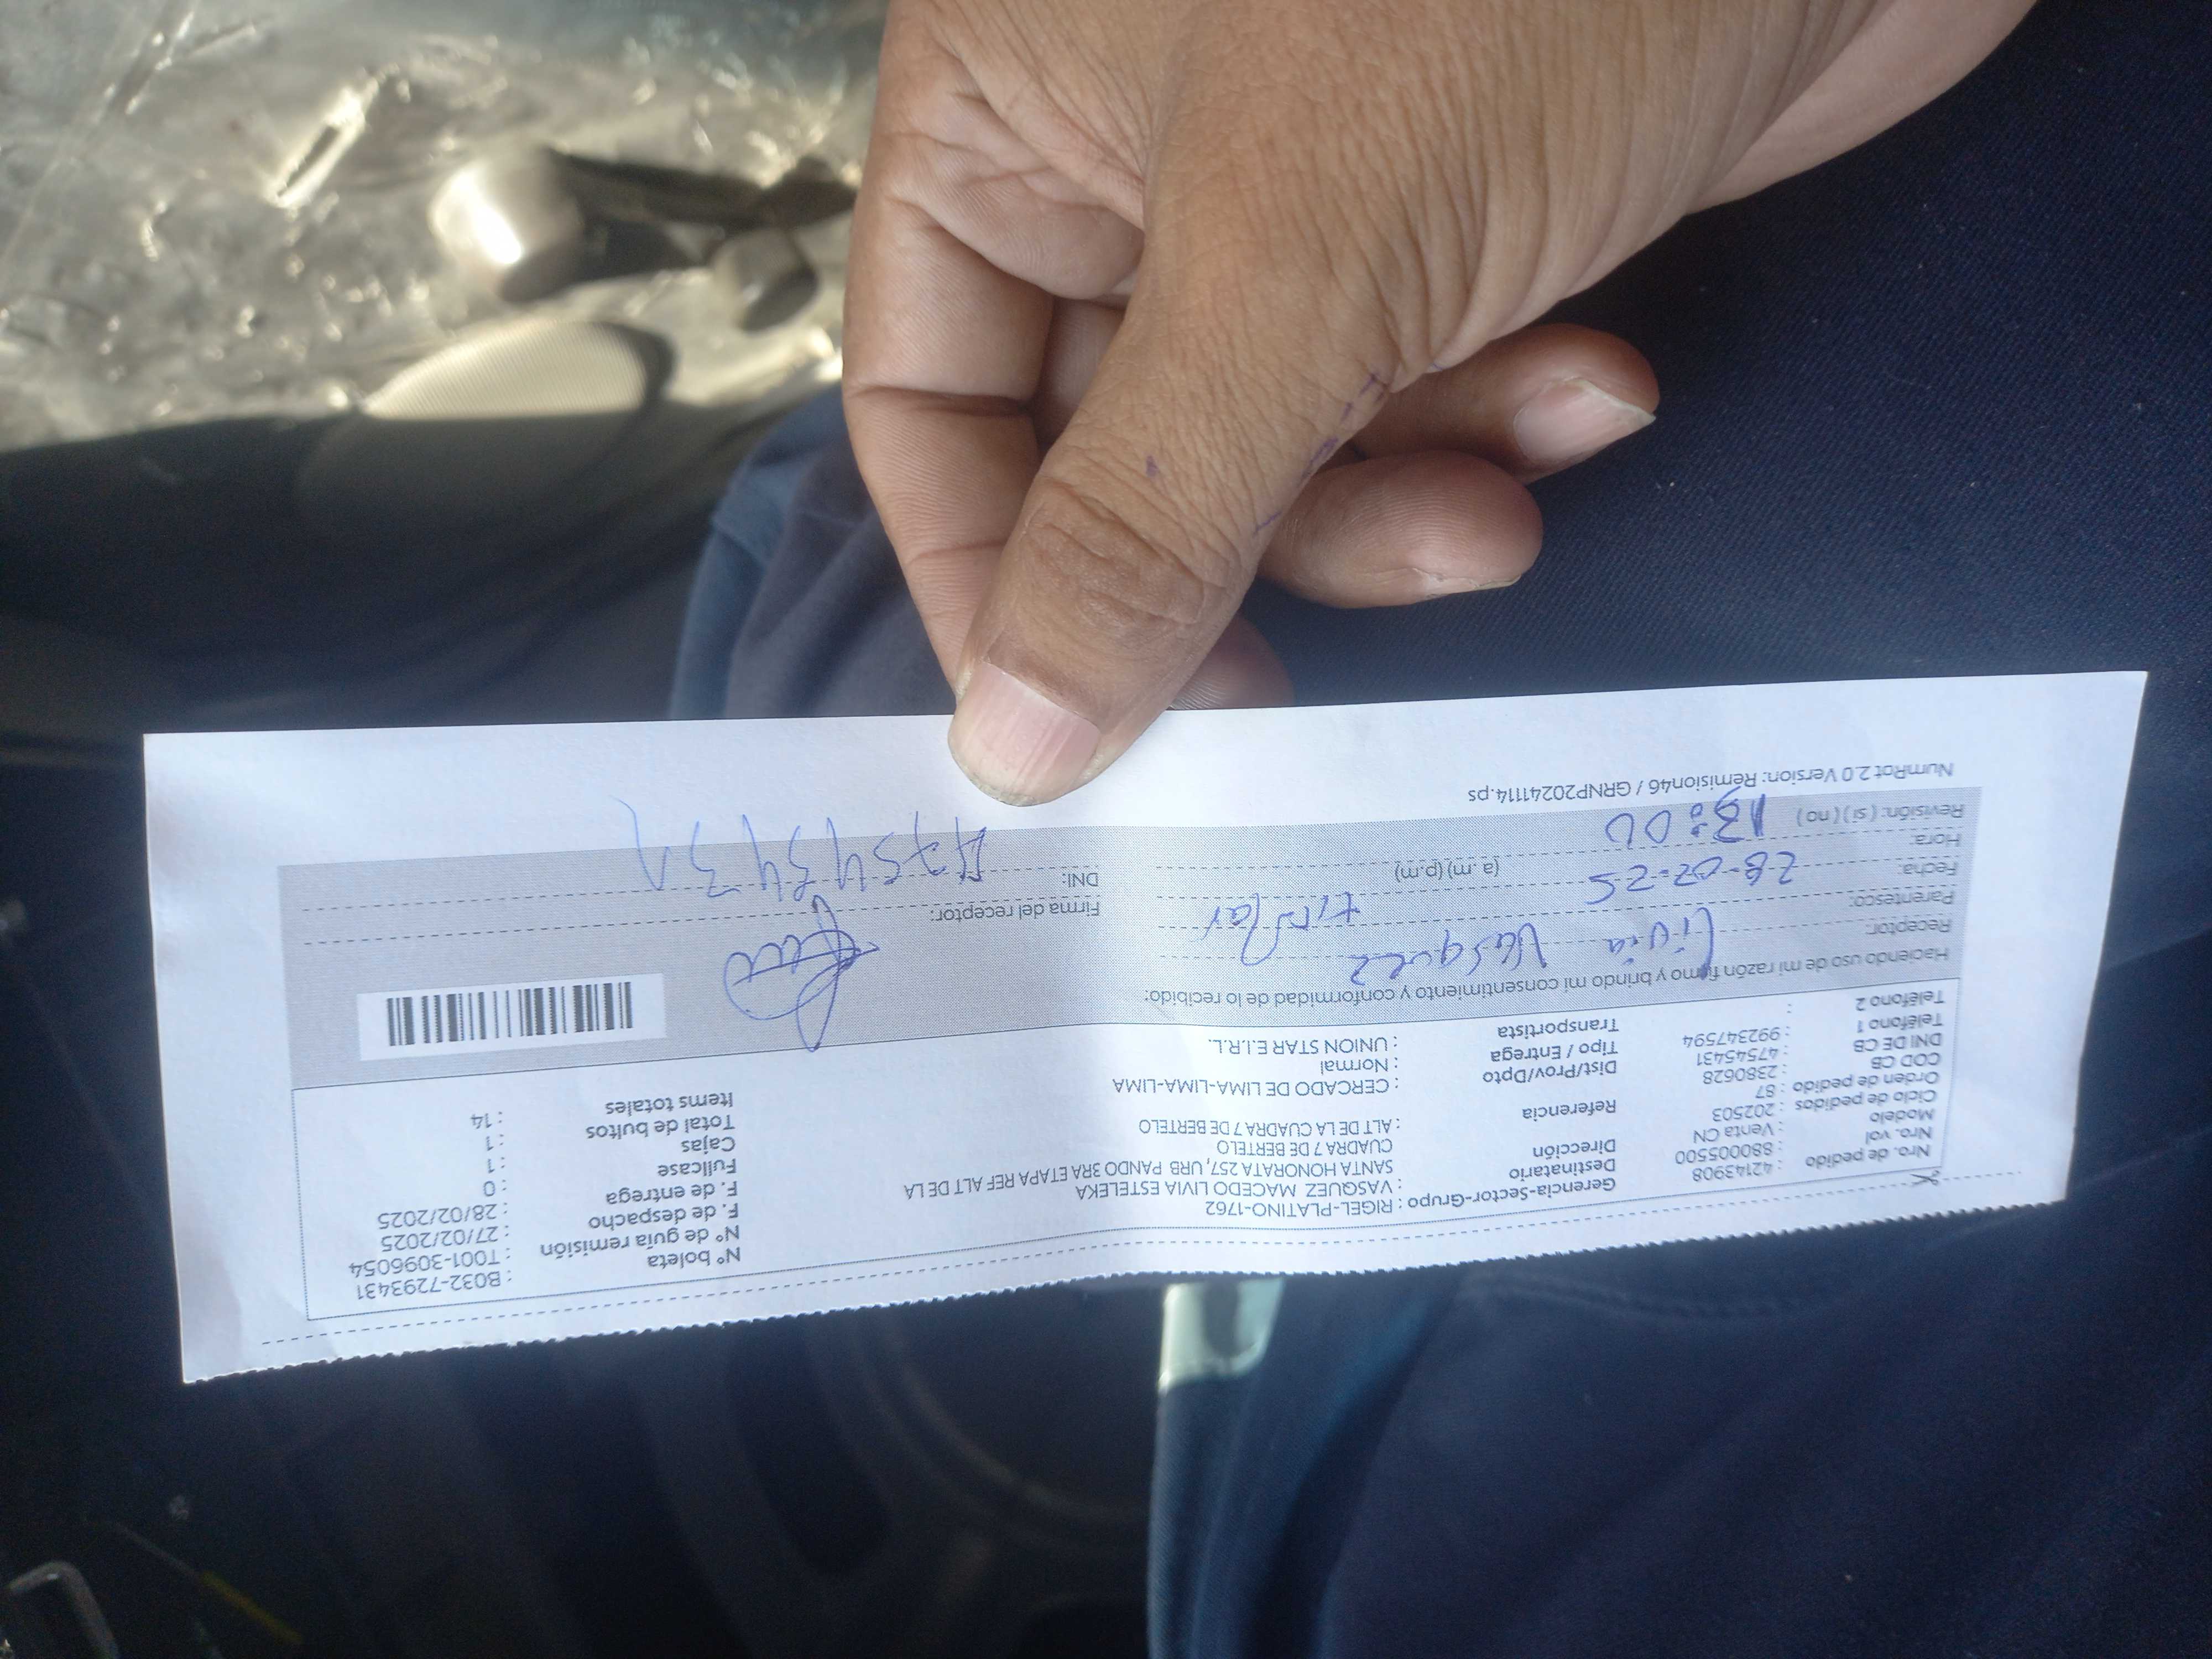 Nro. de pedido : 42143908
Nro. vol : 880005500
Modelo : Venta CN
Ciclo de pedidos : 202503
Orden de pedido : 87
COD CB : 2380628
DNI DE CB : 47545431
Teléfono 1 : 992347594
Teléfono 2 :
Gerencia-Sector-Grupo : RIGEL-PLATINO-1762
Destinatario : VASQUEZ MACEDO LIVIA ESTELEKA
Dirección SANTA HONORATA 257, URB PANDO 3RA ETAPA REF ALT DE LA
CUADRA 7 DE BERTELO
Referencia : ALT DE LA CUADRA 7 DE BERTELO
Dist/Prov/Dpto : CERCADO DE LIMA-LIMA-LIMA
Tipo / Entrega : Normal
Transportista : UNION STAR E.I.R.L.
N° boleta : B032-7293431
N° de guía remisión : T001-3096054
F. de despacho : 27/02/2025
F. de entrega : 28/02/2025
Fullcase : 0
Cajas : 1
Total de bultos : 1
Items totales : 14
Haciendo uso de mi razón firmo y brindo mi consentimiento y conformidad de lo recibido:
Receptor: Livia Vasquez
Parentesco: titular
Fecha: 28-02-25
Hora: 13:00 (a.m) (p.m)
Revisión: ( si ) ( no )
Firma del receptor:
DNI: 47545431
NumRot 2.0 Version: Remision46 / GRNP20241114.ps